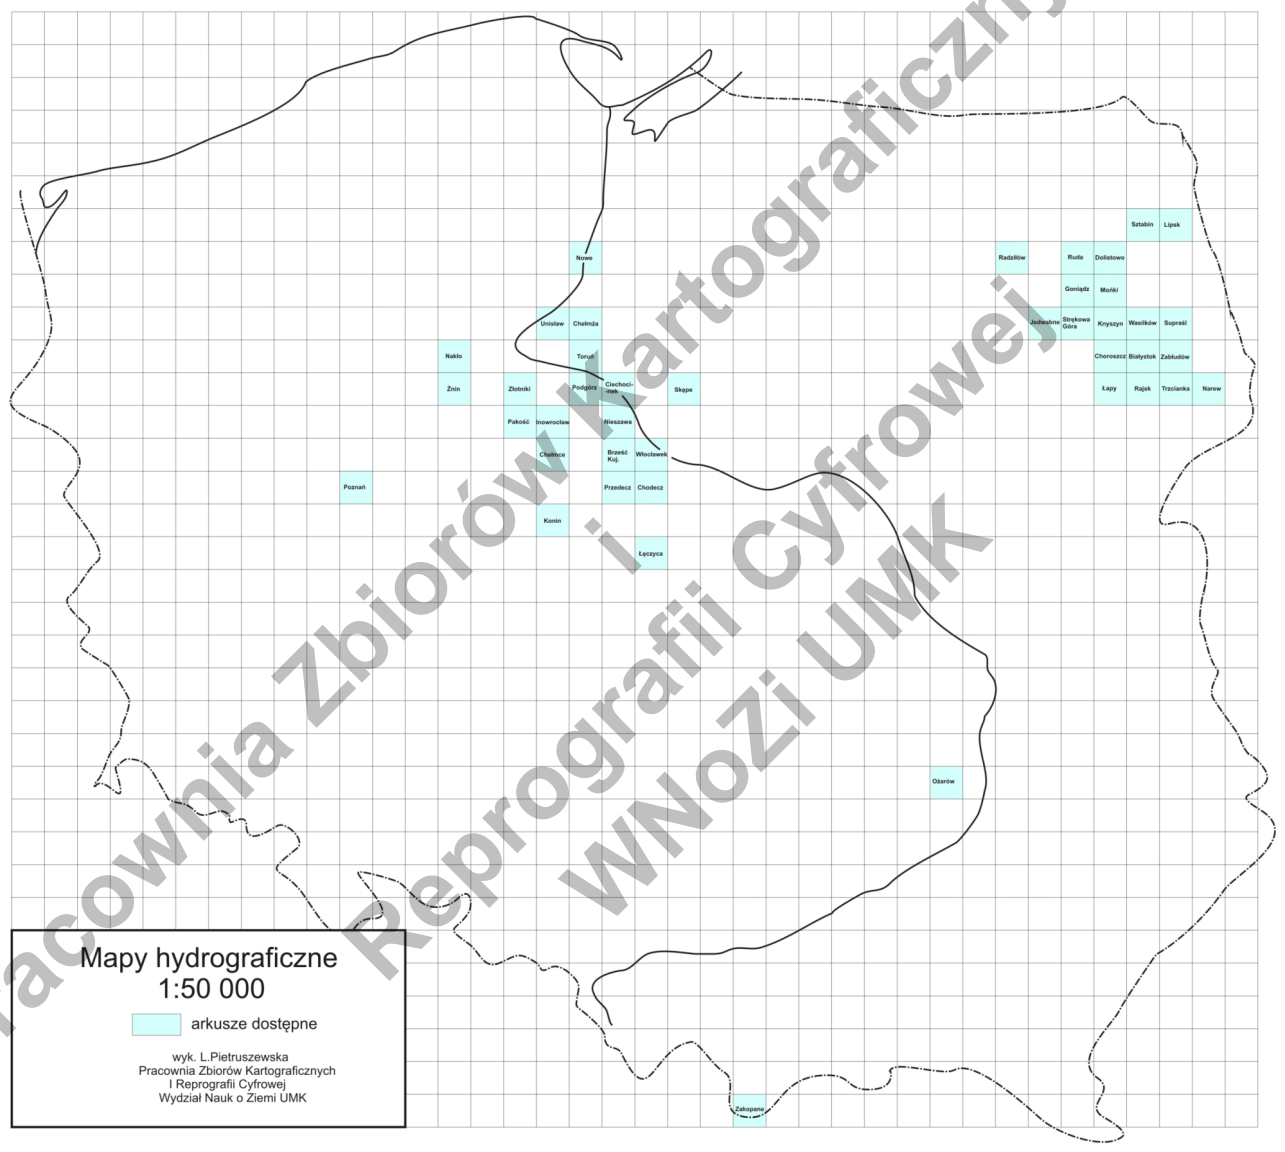 Pracownia Zbiorów Kartograficzny
i
Reprografii Cyfrowej
WNoZi UMK
Sztabin Lipsk
Nowe Radziłów Ruda Dolistowo
Goniądz Mońki
Unisław Chełmża Jedwabne Strękowa Góra Knyszyn Wasilków Supraśl
Nakło Toruń Choroszcz Białystok Zabłudów
Żnin Złotniki Podgórz Ciechoci- -nek Skępe Łapy Rajsk Trzcianka Narew
Pakość Inowrocław Nieszawa
Chełmce Brześć Kuj. Włocławek
Poznań Przedecz Chodecz
Konin
Łęczyca
Ożarów
Zakopane
Mapy hydrograficzne
1:50 000
arkusze dostępne
wyk. L.Pietruszewska
Pracownia Zbiorów Kartograficznych
I Reprografii Cyfrowej
Wydział Nauk o Ziemi UMK